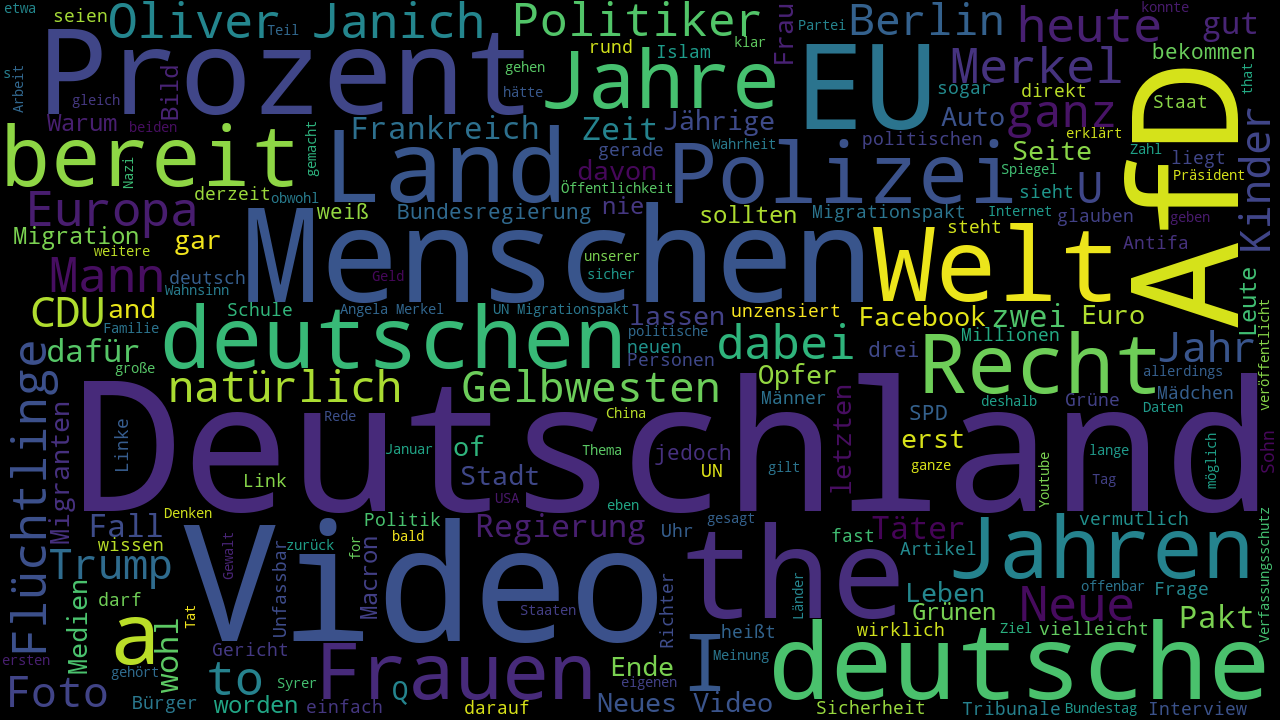 etwa seien Oliver Janich Politiker Berlin heute konnte gut
Teil rund Islam klar Frau Partei bekommen
Prozent Jahre EU Merkel AfD
s Arbeit gleich Bild gehen hätte sogar direkt ganz Staat that
Warum beiden Frankreich Zeit Jährige Auto politischen erklärt
bereit Nazi gemacht Land gerade Wahrheit Polizei Seite Zahl liegt Kinder
davon Öffentlichkeit Spiegel Präsident
derzeit obwohl sieht U
Europa weiß Bundesregierung nie sollten Migrationspakt Internet glauben geben
Migration weitere gar Menschen Welt steht Antifa
Mann deutsch Wahnsinn Geld unserer sicher Leute
CDU and Schule Angela Merkel UN Migrationspakt lassen unzensiert Facebook zwei Euro veröffentlicht
Familie deutschen politische Millionen
dafür große neuen Personen dabei drei Recht Jahr
Flüchtlinge natürlich Gelbwesten Opfer allerdings
Migranten Männer deshalb Grüne Mädchen Daten
Linke Rede China letzten SPD
Deutschland
Januar of Thema jedoch erst lange möglich Sohn
Link Stadt UN gilt ganze Youtube Tag
USA eben
Fall Denken Politik Regierung Uhr gesagt Täter vermutlich Verfassungsschutz
wissen Gewalt zurück for bald fast Artikel
Trump Unfassbar Video Macron the Jahren
Medien darf Tat Staaten Richter Länder Leben offenbar Frage
a wohl Grünen Neue Pakt
Gericht I heißt wirklich Ziel vielleicht
ersten gehört to Frauen Ende Meinung deutsche
Foto Syrer Q eigenen
Bürger worden einfach darauf Neues Video Sicherheit Tribunale Bundestag Interview